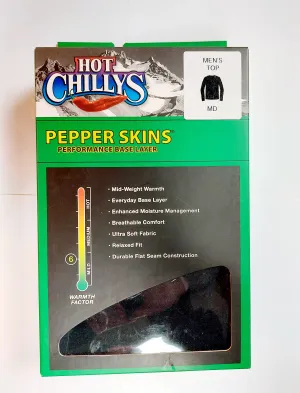 HOT
CHILLYS
MEN'S
TOP
MD
PEPPER SKINS
PERFORMANCE BASE LAYER
HOT
MEDIUM
MILD
6
WARMTH
FACTOR
• Mid-Weight Warmth
• Everyday Base Layer
• Enhanced Moisture Management
• Breathable Comfort
• Ultra Soft Fabric
• Relaxed Fit
• Durable Flat Seam Construction